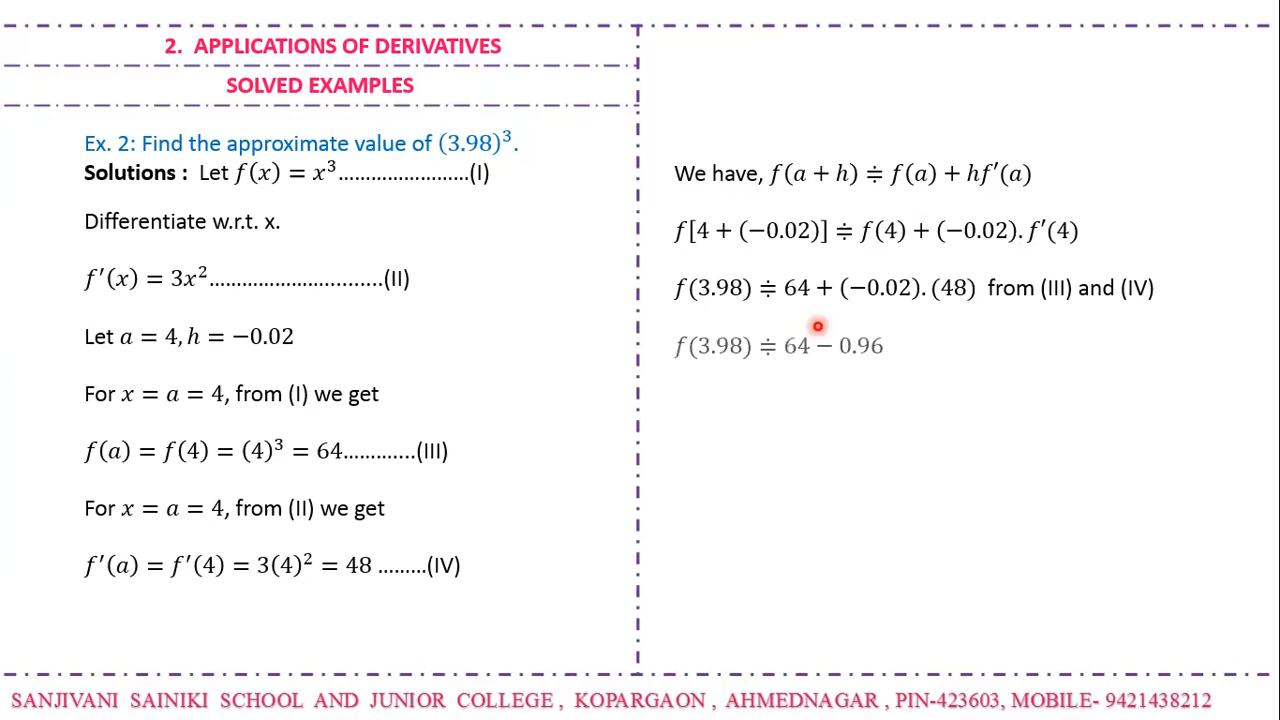 2. APPLICATIONS OF DERIVATIVES
SOLVED EXAMPLES
Ex. 2: Find the approximate value of (3.98)³.
Solutions : Let f(x) = x³........................(I)
Differentiate w.r.t. x.
f′(x) = 3x²................................(II)
Let a = 4, h = −0.02
For x = a = 4, from (I) we get
f(a) = f(4) = (4)³ = 64.............(III)
For x = a = 4, from (II) we get
f′(a) = f′(4) = 3(4)² = 48 .........(IV)
We have, f(a + h) ≑ f(a) + hf′(a)
f[4 + (−0.02)] ≑ f(4) + (−0.02). f′(4)
f(3.98) ≑ 64 + (−0.02). (48) from (III) and (IV)
f(3.98) ≑ 64 − 0.96
SANJIVANI SAINIKI SCHOOL AND JUNIOR COLLEGE , KOPARGAON , AHMEDNAGAR , PIN-423603, MOBILE- 9421438212